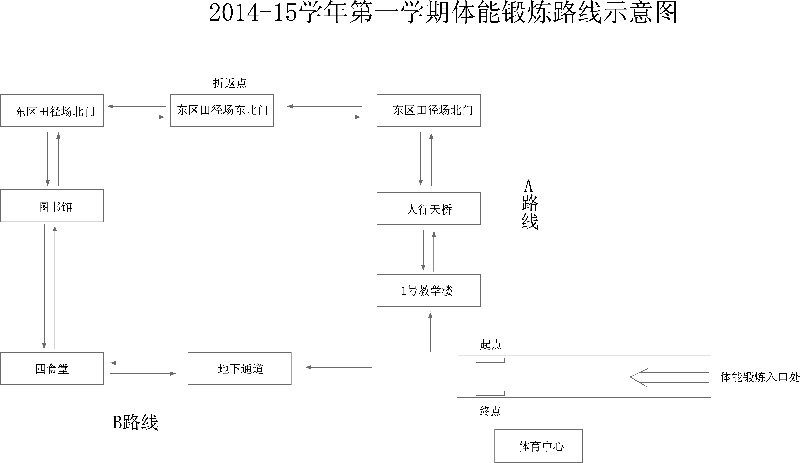 2014-15学年第一学期体能锻炼路线示意图
折返点
东区田径场北门
东区田径场东北门
东区田径场北门
图书馆
人行天桥
A路线
1号教学楼
起点
四食堂
地下通道
体能锻炼入口处
终点
B路线
体育中心